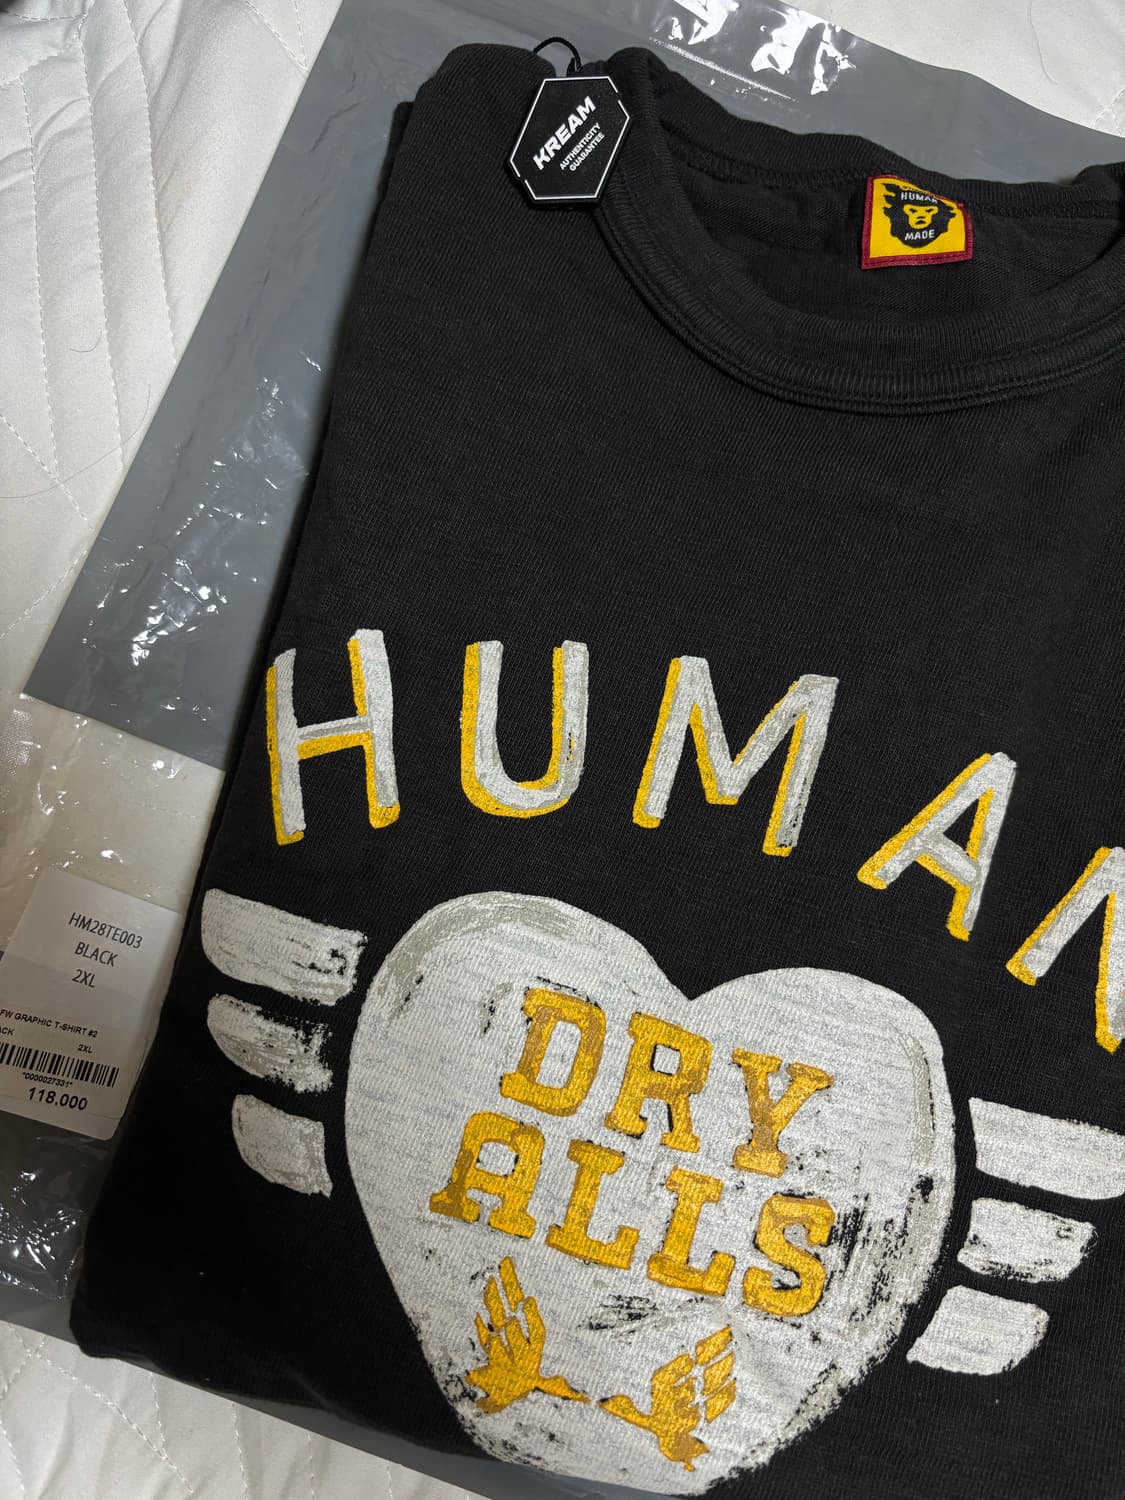 KREAM
AUTHENTICITY
GUARANTEE
HUMAN
MADE
HUMAN
DRY
ALLS
HM28TE003
BLACK
2XL
FW GRAPHIC T-SHIRT #2
ACK
2XL
*0000027331*
118,000